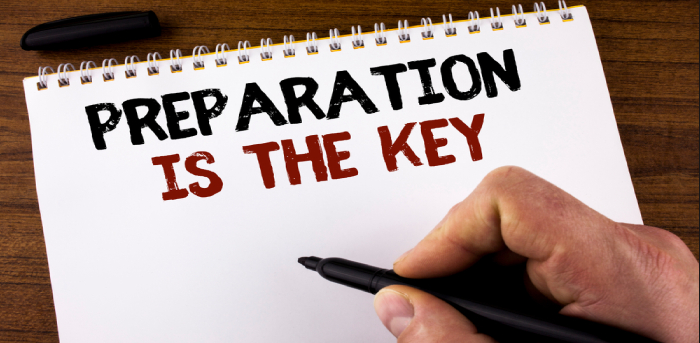 PREPARATION
IS THE KEY